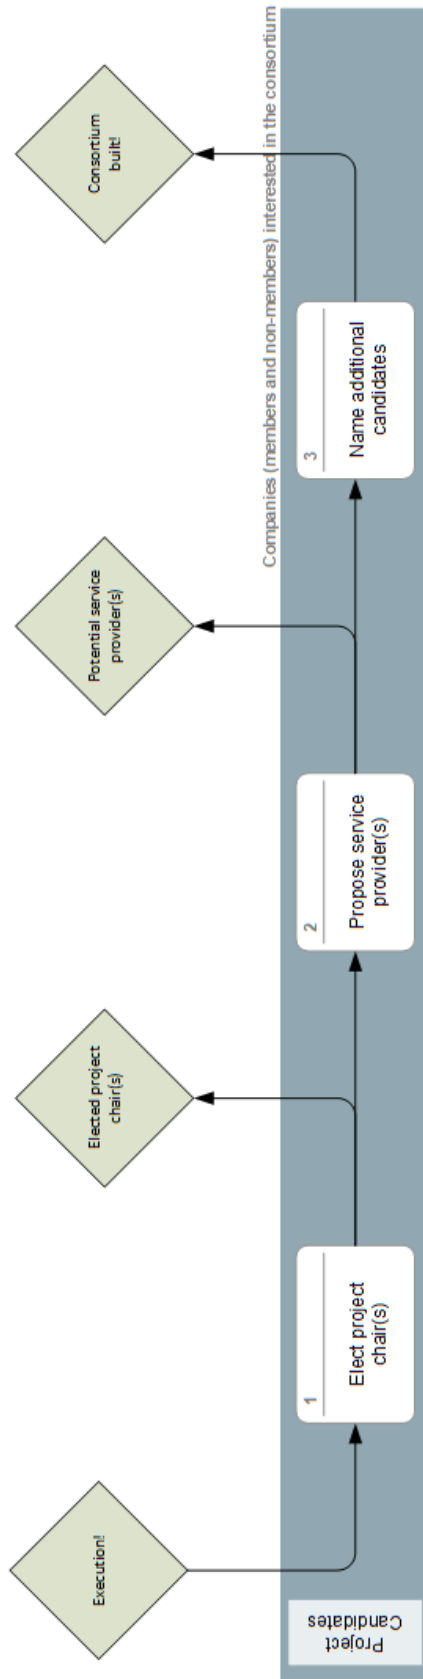 Execution!
Elected project
chair(s)
Potential service
provider(s)
Consortium
built!
Companies (members and non-members) interested in the consortium
Project
Candidates
1
Elect project
chair(s)
2
Propose service
provider(s)
3
Name additional
candidates